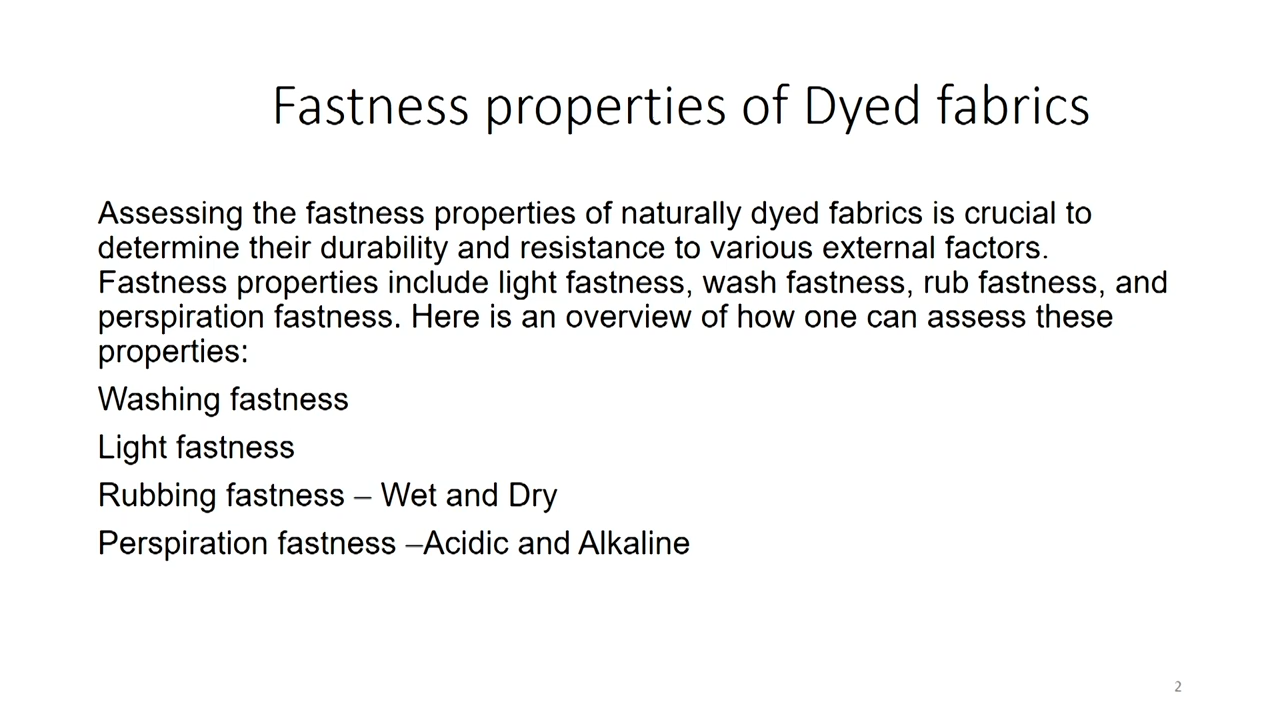 Fastness properties of Dyed fabrics
Assessing the fastness properties of naturally dyed fabrics is crucial to
determine their durability and resistance to various external factors.
Fastness properties include light fastness, wash fastness, rub fastness, and
perspiration fastness. Here is an overview of how one can assess these
properties:
Washing fastness
Light fastness
Rubbing fastness – Wet and Dry
Perspiration fastness –Acidic and Alkaline
2